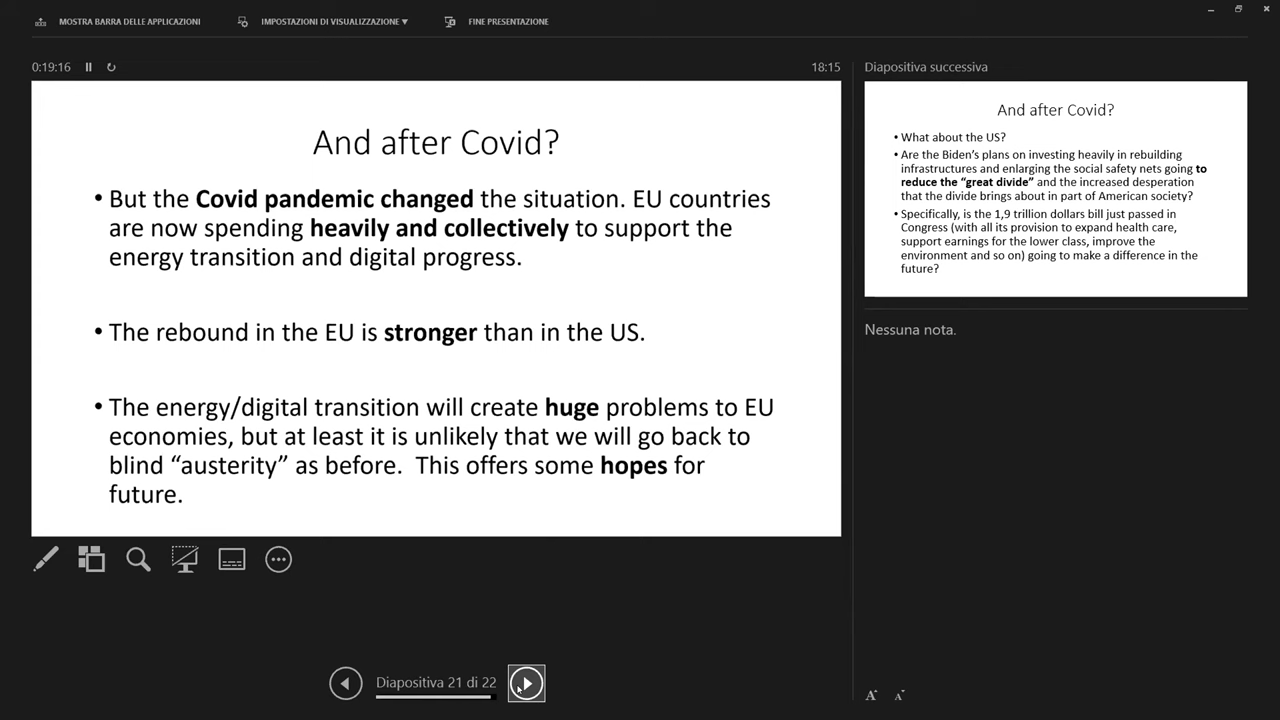 MOSTRA BARRA DELLE APPLICAZIONI
IMPOSTAZIONI DI VISUALIZZAZIONE ▼
FINE PRESENTAZIONE
0:19:16
18:15
And after Covid?
• But the Covid pandemic changed the situation. EU countries
are now spending heavily and collectively to support the
energy transition and digital progress.
• The rebound in the EU is stronger than in the US.
• The energy/digital transition will create huge problems to EU
economies, but at least it is unlikely that we will go back to
blind “austerity” as before. This offers some hopes for
future.
Diapositiva successiva
And after Covid?
• What about the US?
• Are the Biden’s plans on investing heavily in rebuilding
infrastructures and enlarging the social safety nets going to
reduce the “great divide” and the increased desperation
that the divide brings about in part of American society?
• Specifically, is the 1,9 trillion dollars bill just passed in
Congress (with all its provision to expand health care,
support earnings for the lower class, improve the
environment and so on) going to make a difference in the
future?
Nessuna nota.
Diapositiva 21 di 22
A A